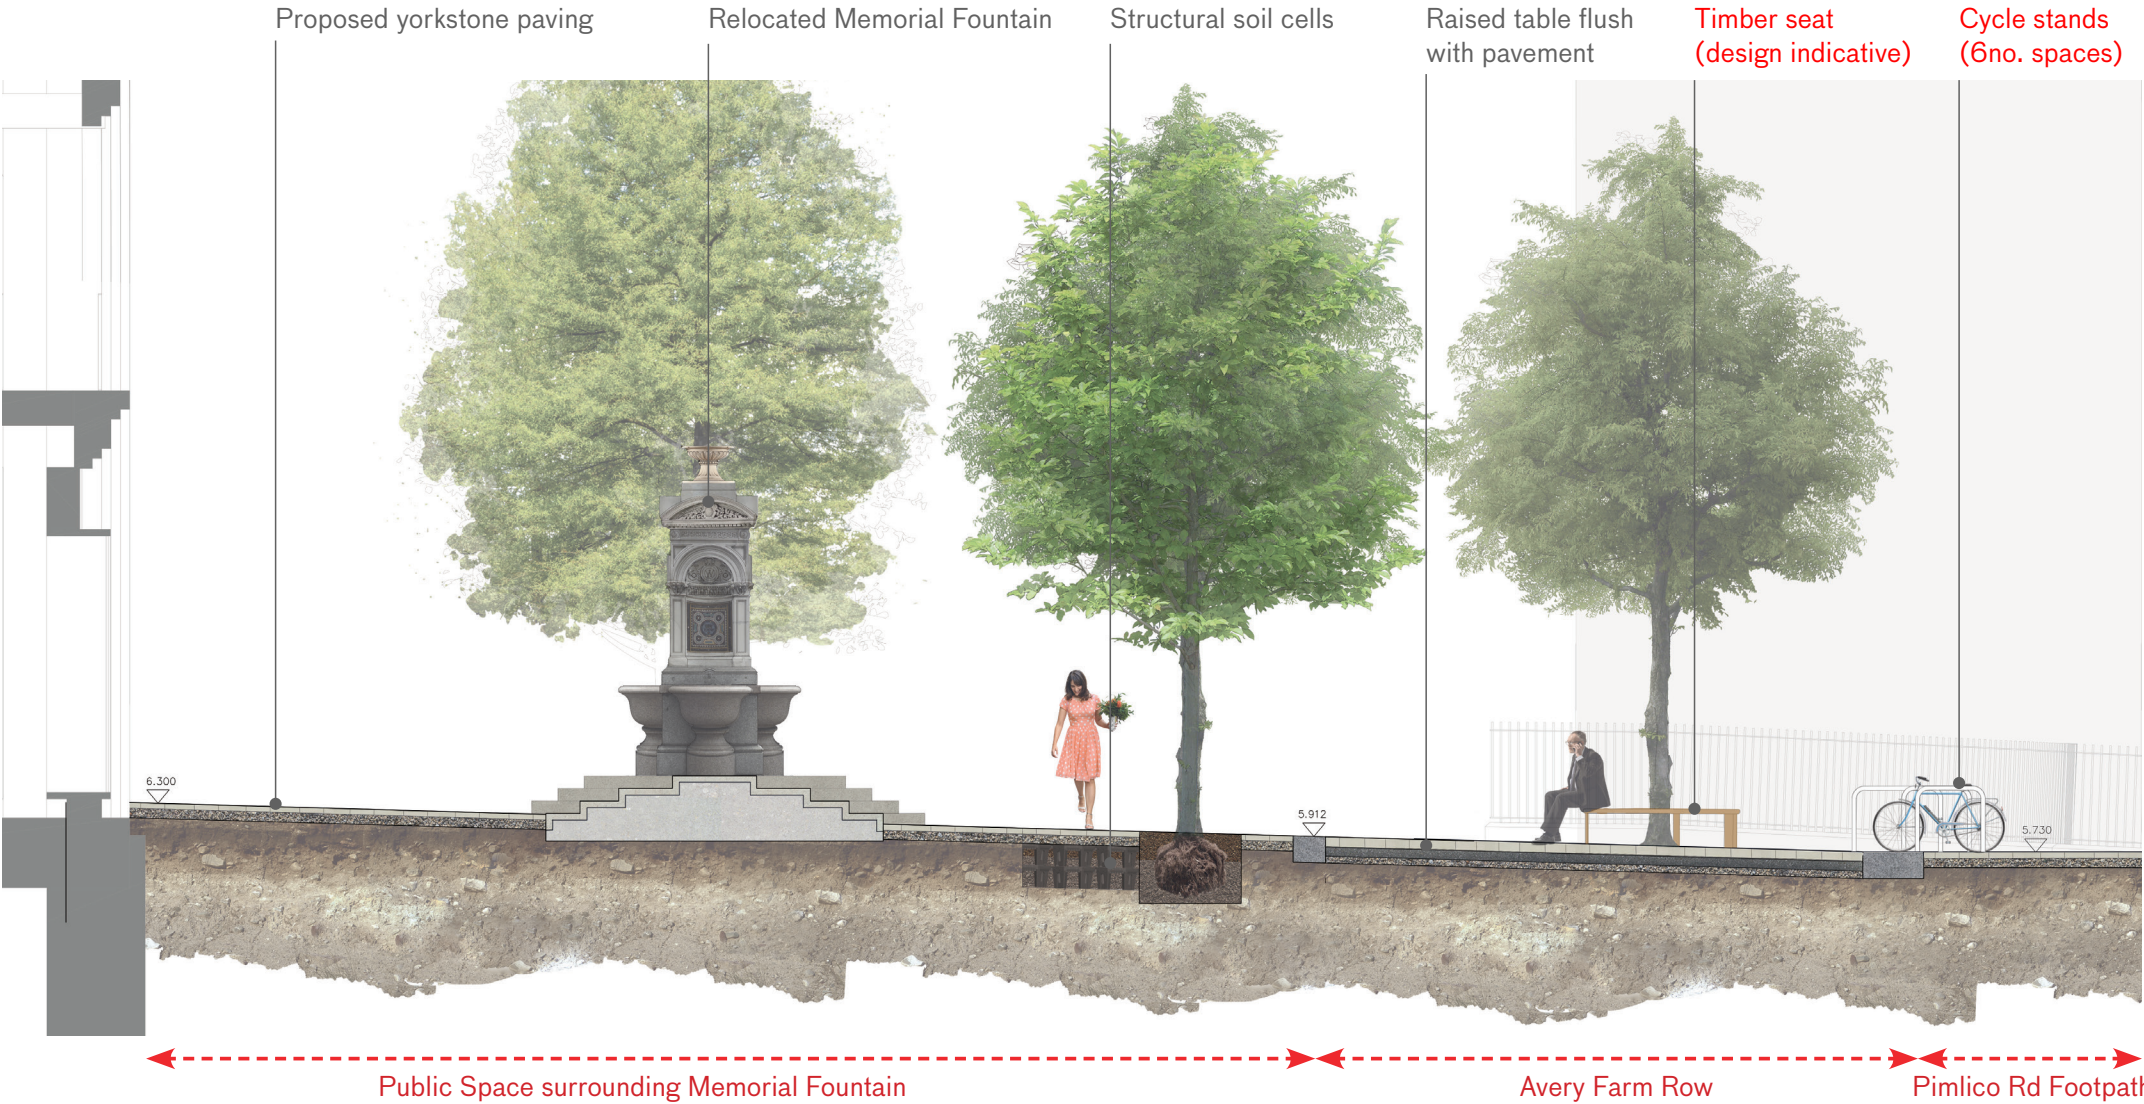 Proposed yorkstone paving
Relocated Memorial Fountain
Structural soil cells
Raised table flush
with pavement
Timber seat
(design indicative)
Cycle stands
(6no. spaces)
6.300
5.912
5.730
Public Space surrounding Memorial Fountain
Avery Farm Row
Pimlico Rd Footpath